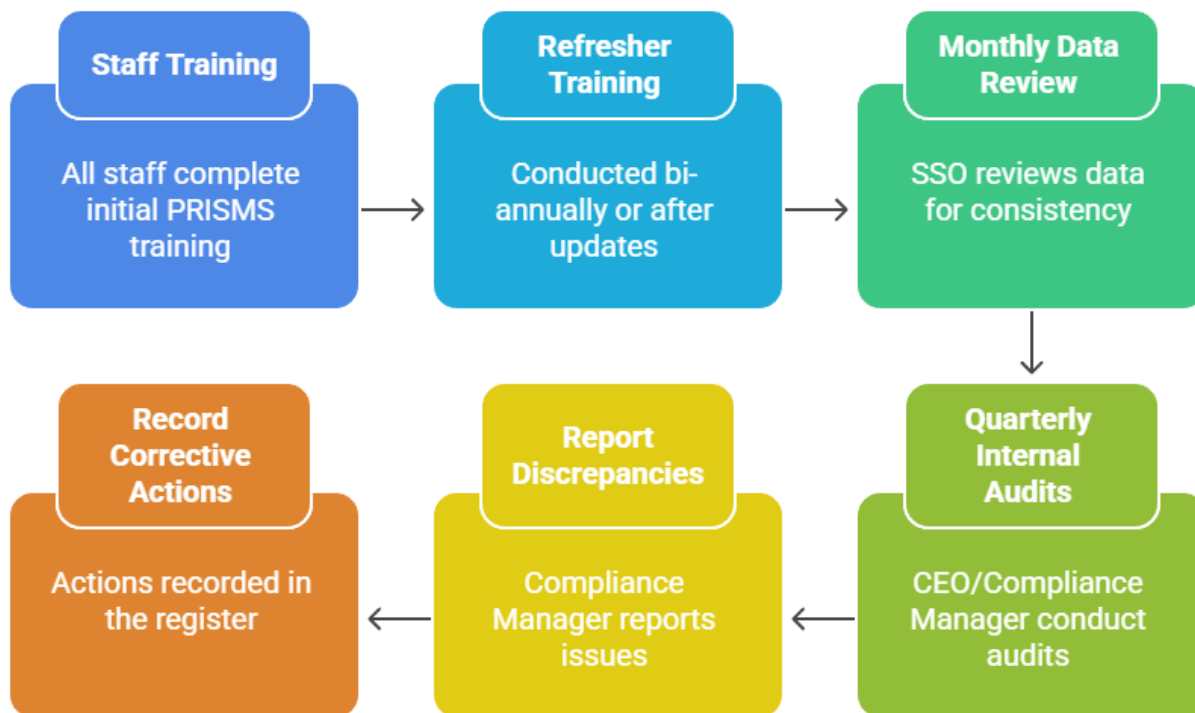 Staff Training
All staff complete
initial PRISMS
training
Refresher
Training
Conducted bi-
annually or after
updates
Monthly Data
Review
SSO reviews data
for consistency
Quarterly
Internal
Audits
CEO/Compliance
Manager conduct
audits
Report
Discrepancies
Compliance
Manager reports
issues
Record
Corrective
Actions
Actions recorded in
the register